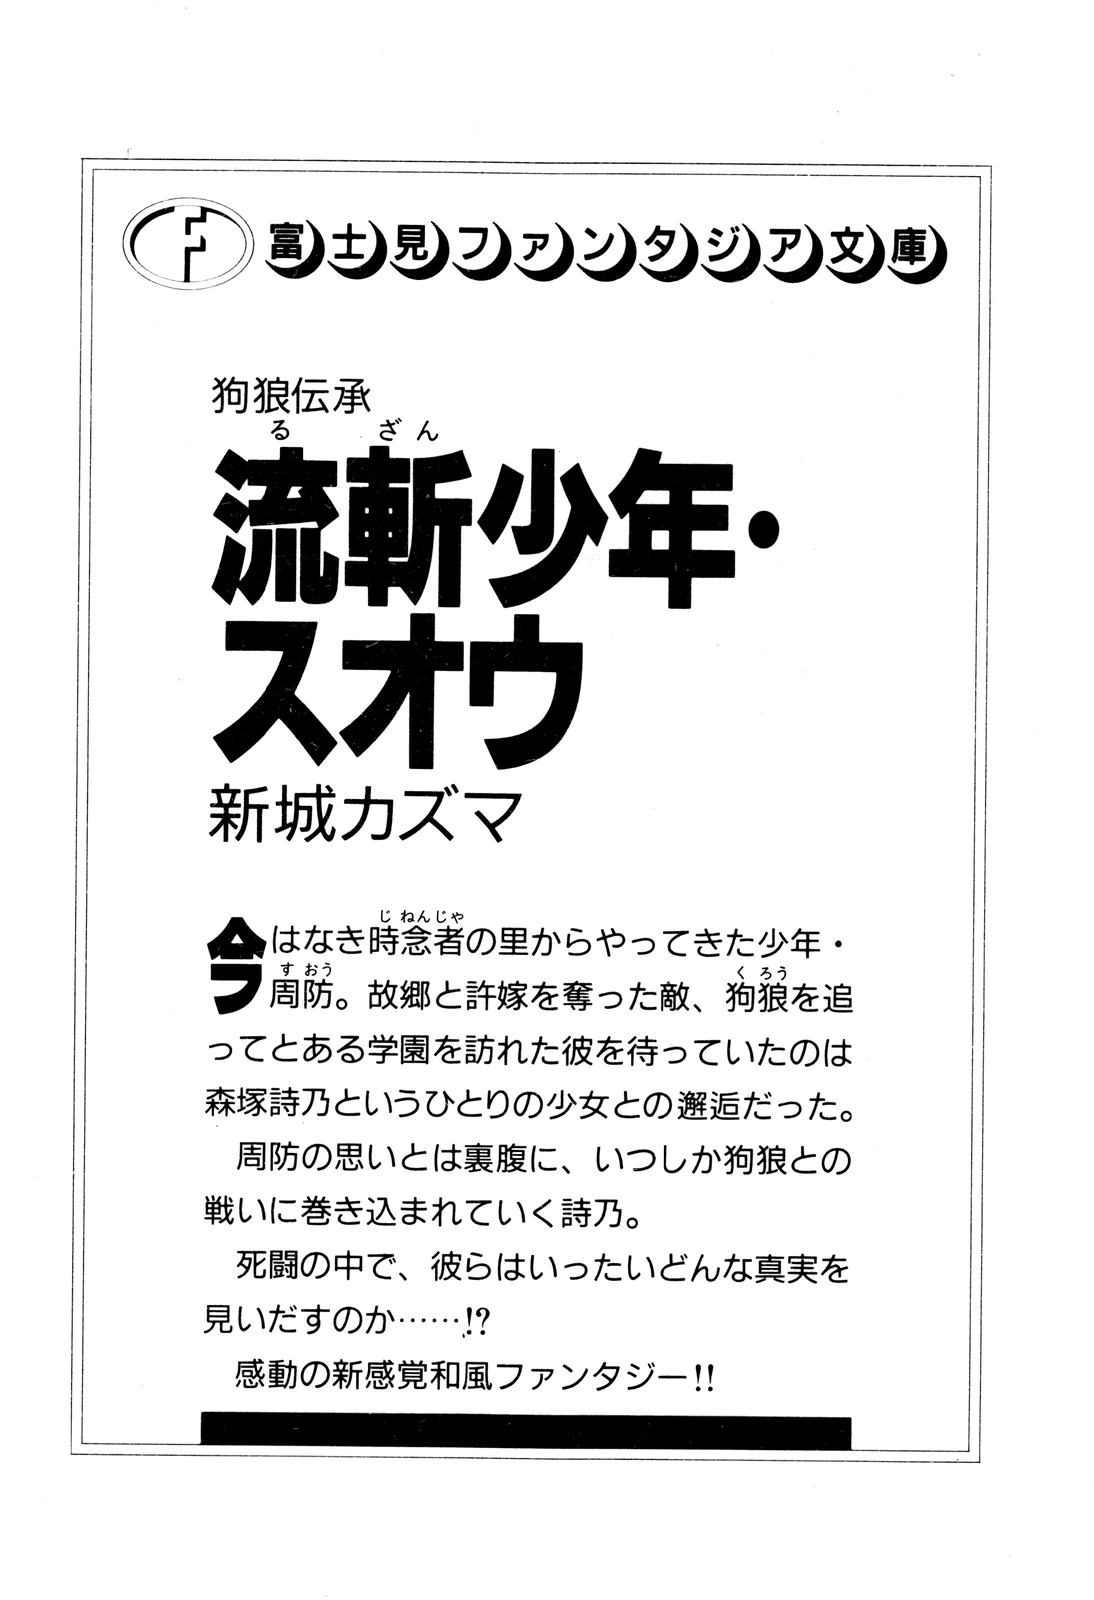 富士見ファンタジア文庫
狗狼伝承
るざん
流斬少年・
スオウ
新城カズマ
じねんじゃ
今はなき時念者の里からやってきた少年・
すおう くろう
周防。故郷と許嫁を奪った敵、狗狼を追
ってとある学園を訪れた彼を待っていたのは
森塚詩乃というひとりの少女との邂逅だった。
周防の思いとは裏腹に、いつしか狗狼との
戦いに巻き込まれていく詩乃。
死闘の中で、彼らはいったいどんな真実を
見いだすのか……!?
感動の新感覚和風ファンタジー!!